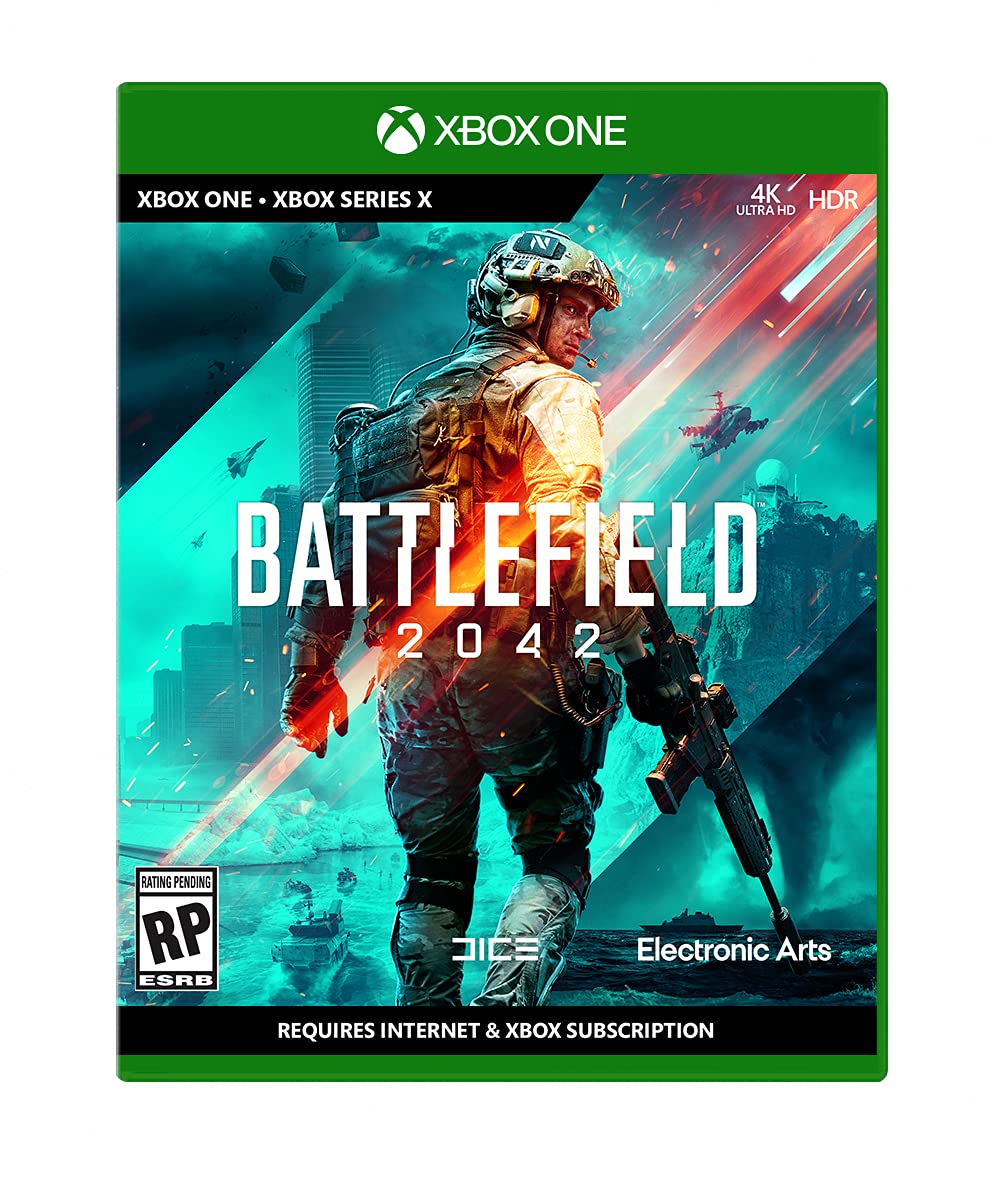 XBOX ONE
XBOX ONE • XBOX SERIES X
4K
ULTRA HD
HDR
N
BATTLEFIELD™
2042
RATING PENDING
RP
ESRB
DICE
Electronic Arts
REQUIRES INTERNET & XBOX SUBSCRIPTION